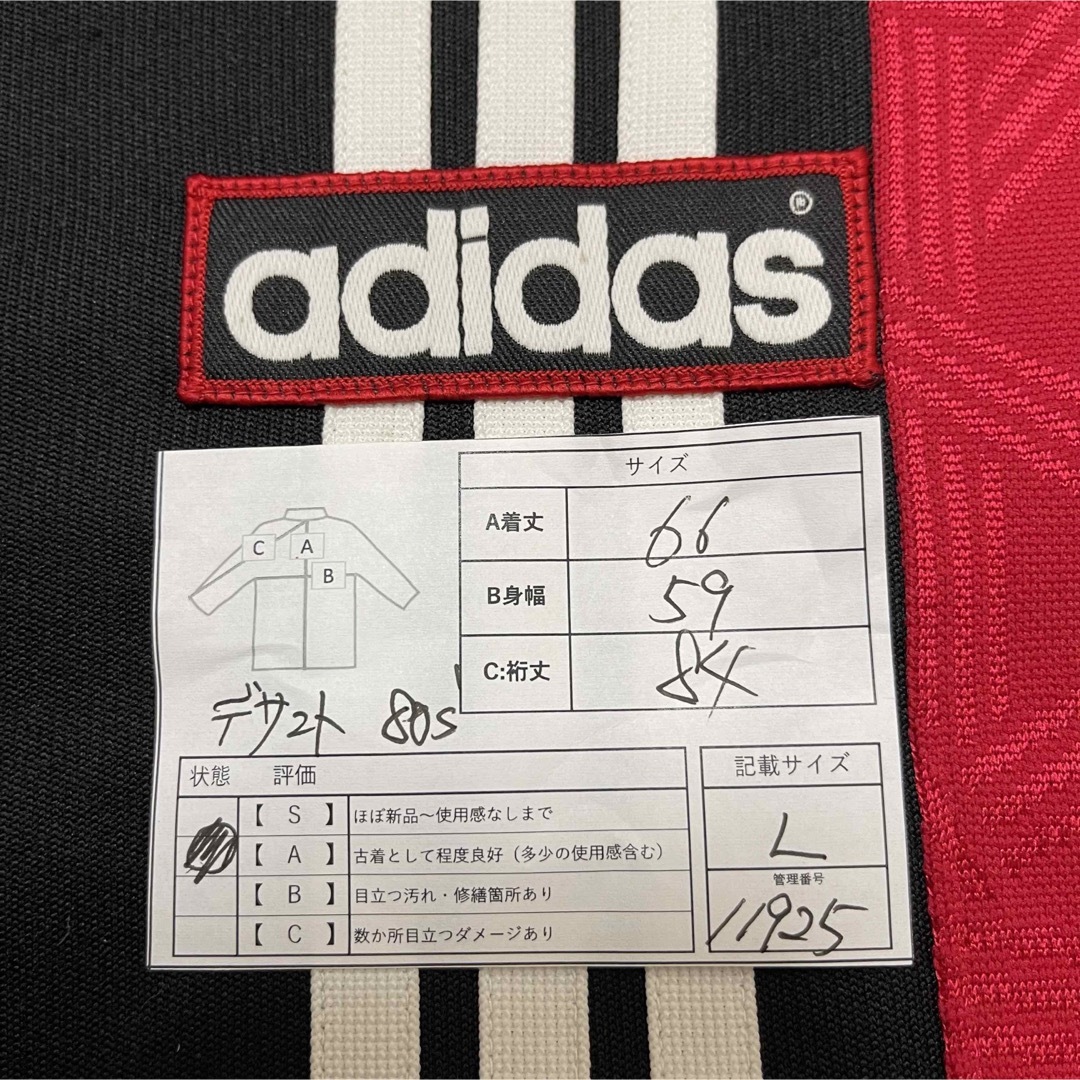 adidas®
サイズ
A着丈 66
B身幅 59
C:裄丈 84
C A
B
デサント 80s
状態 評価
【 S 】 ほぼ新品～使用感なしまで
【 A 】 古着として程度良好（多少の使用感含む）
【 B 】 目立つ汚れ・修繕箇所あり
【 C 】 数か所目立つダメージあり
記載サイズ
L
管理番号
11925